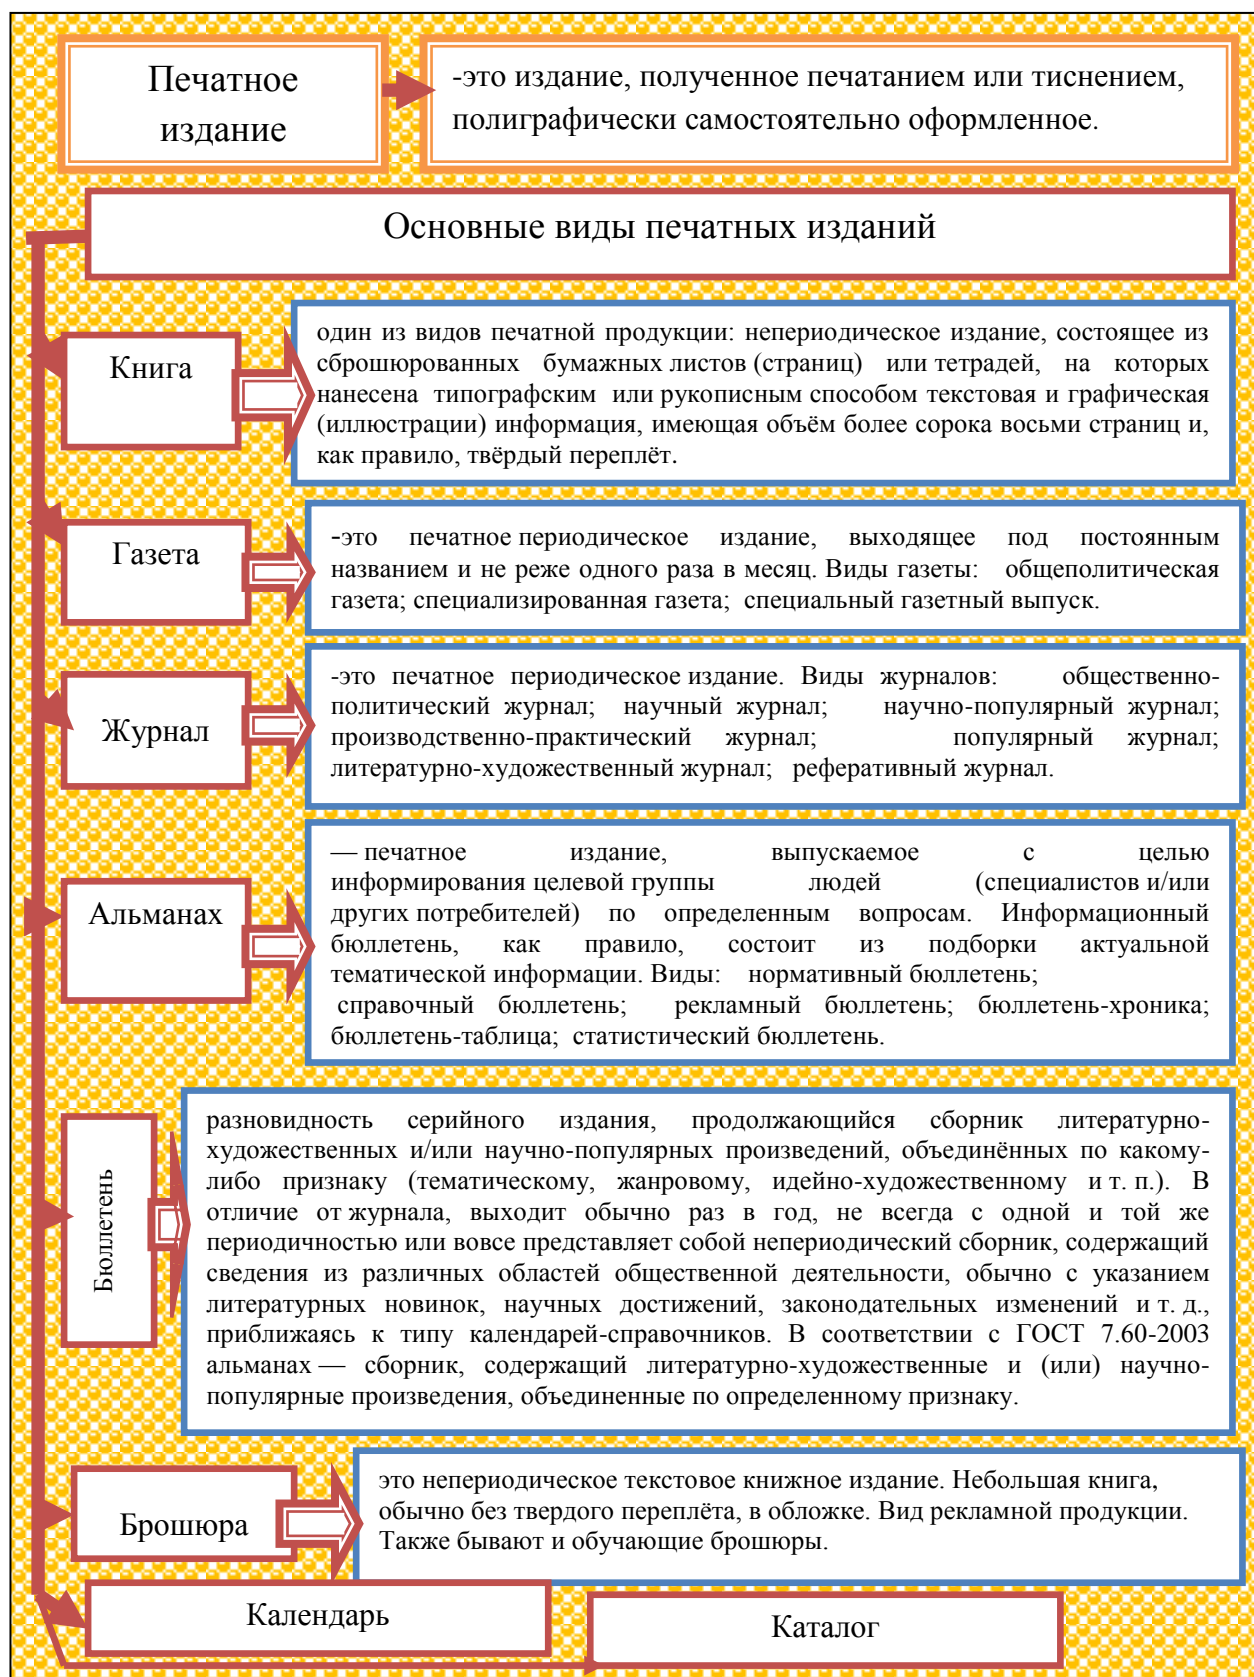 Печатное
издание
-это издание, полученное печатанием или тиснением,
полиграфически самостоятельно оформленное.
Основные виды печатных изданий
Книга
один из видов печатной продукции: непериодическое издание, состоящее из
сброшюрованных бумажных листов (страниц) или тетрадей, на которых
нанесена типографским или рукописным способом текстовая и графическая
(иллюстрации) информация, имеющая объём более сорока восьми страниц и,
как правило, твёрдый переплёт.
Газета
-это печатное периодическое издание, выходящее под постоянным
названием и не реже одного раза в месяц. Виды газеты: общеполитическая
газета; специализированная газета; специальный газетный выпуск.
Журнал
-это печатное периодическое издание. Виды журналов: общественно-
политический журнал; научный журнал; научно-популярный журнал;
производственно-практический журнал; популярный журнал;
литературно-художественный журнал; реферативный журнал.
Альманах
— печатное издание, выпускаемое с целью
информирования целевой группы людей (специалистов и/или
других потребителей) по определенным вопросам. Информационный
бюллетень, как правило, состоит из подборки актуальной
тематической информации. Виды: нормативный бюллетень;
справочный бюллетень; рекламный бюллетень; бюллетень-хроника;
бюллетень-таблица; статистический бюллетень.
Бюллетень
разновидность серийного издания, продолжающийся сборник литературно-
художественных и/или научно-популярных произведений, объединённых по какому-
либо признаку (тематическому, жанровому, идейно-художественному и т. п.). В
отличие от журнала, выходит обычно раз в год, не всегда с одной и той же
периодичностью или вовсе представляет собой непериодический сборник, содержащий
сведения из различных областей общественной деятельности, обычно с указанием
литературных новинок, научных достижений, законодательных изменений и т. д.,
приближаясь к типу календарей-справочников. В соответствии с ГОСТ 7.60-2003
альманах — сборник, содержащий литературно-художественные и (или) научно-
популярные произведения, объединенные по определенному признаку.
Брошюра
это непериодическое текстовое книжное издание. Небольшая книга,
обычно без твердого переплёта, в обложке. Вид рекламной продукции.
Также бывают и обучающие брошюры.
Календарь
Каталог